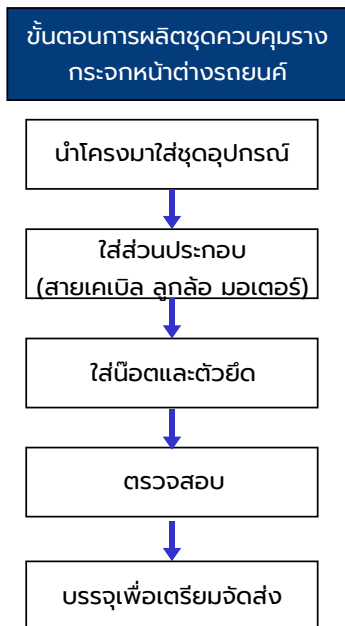 ขั้นตอนการผลิตชุดควบคุมราง
กระจกหน้าต่างรถยนต์
นำโครงมาใส่ชุดอุปกรณ์
ใส่ส่วนประกอบ
(สายเคเบิล ลูกล้อ มอเตอร์)
ใส่น๊อตและตัวยึด
ตรวจสอบ
บรรจุเพื่อเตรียมจัดส่ง